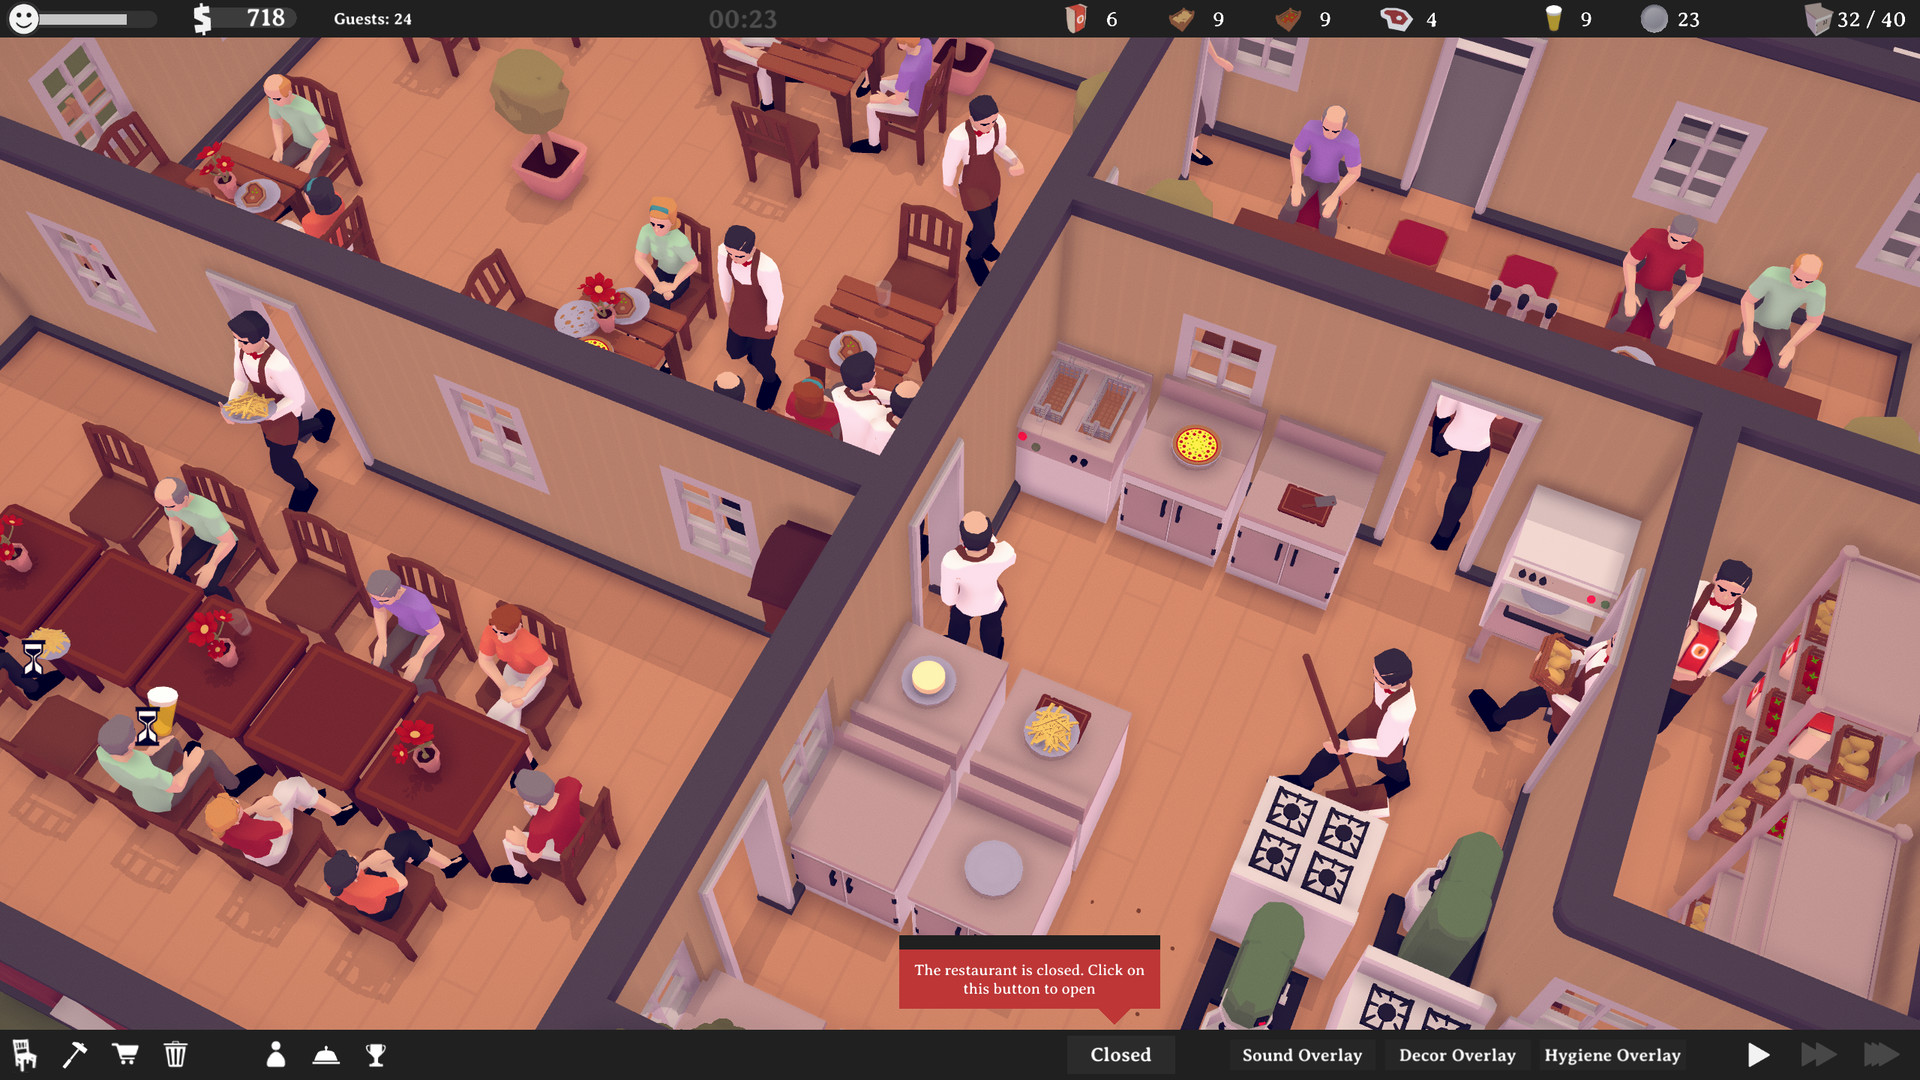 718
Guests: 24
00:23
6
9
9
4
9
23
32 / 40
The restaurant is closed. Click on
this button to open
Closed
Sound Overlay
Decor Overlay
Hygiene Overlay